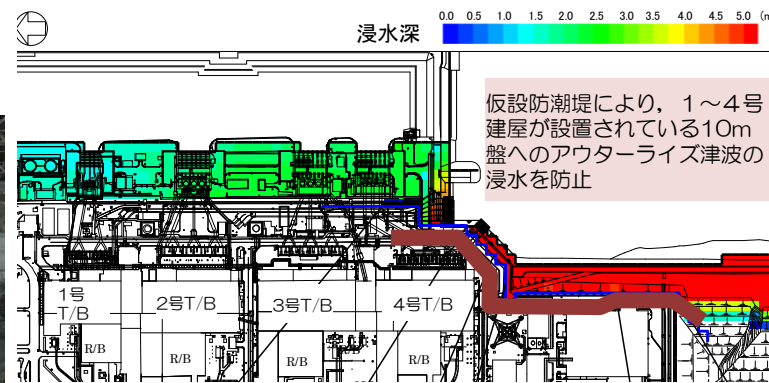 浸水深
0.0 0.5 1.0 1.5 2.0 2.5 3.0 3.5 4.0 4.5 5.0 (m
仮設防潮堤により，1～4号
建屋が設置されている10m
盤へのアウターライズ津波の
浸水を防止
1号
T/B
2号T/B
3号T/B
4号T/B
R/B
R/B
R/B
R/B